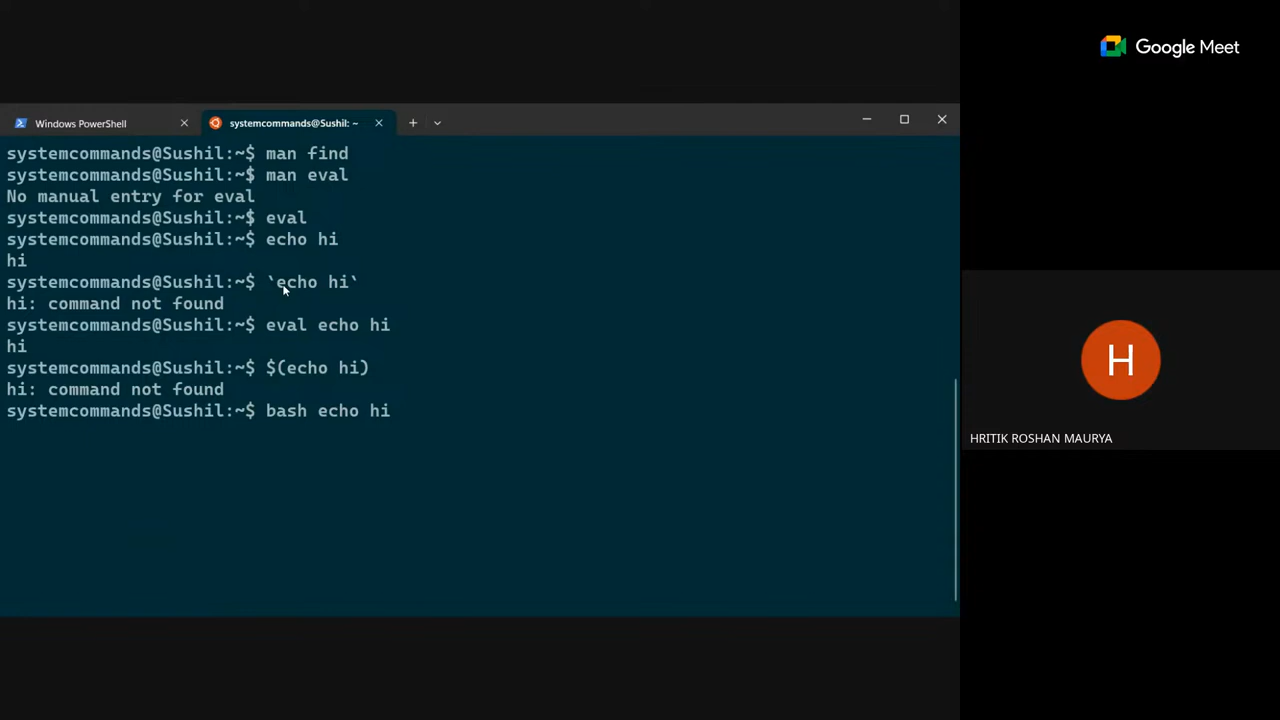 Google Meet
Windows PowerShell
systemcommands@Sushil: ~
systemcommands@Sushil:~$ man find
systemcommands@Sushil:~$ man eval
No manual entry for eval
systemcommands@Sushil:~$ eval
systemcommands@Sushil:~$ echo hi
hi
systemcommands@Sushil:~$ `echo hi`
hi: command not found
systemcommands@Sushil:~$ eval echo hi
hi
systemcommands@Sushil:~$ $(echo hi)
hi: command not found
systemcommands@Sushil:~$ bash echo hi
H
HRITIK ROSHAN MAURYA